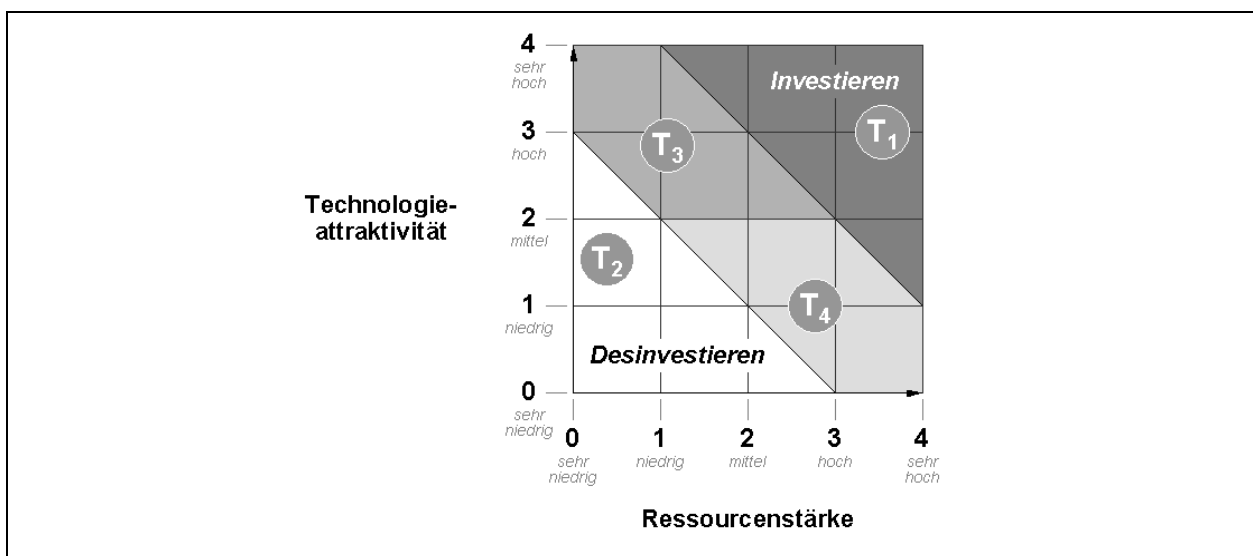 4
sehr
hoch
Investieren
T1
3
hoch
T3
Technologie-
attraktivität
2
mittel
T2
1
niedrig
T4
Desinvestieren
0
sehr
niedrig
0
sehr
niedrig
1
niedrig
2
mittel
3
hoch
4
sehr
hoch
Ressourcenstärke